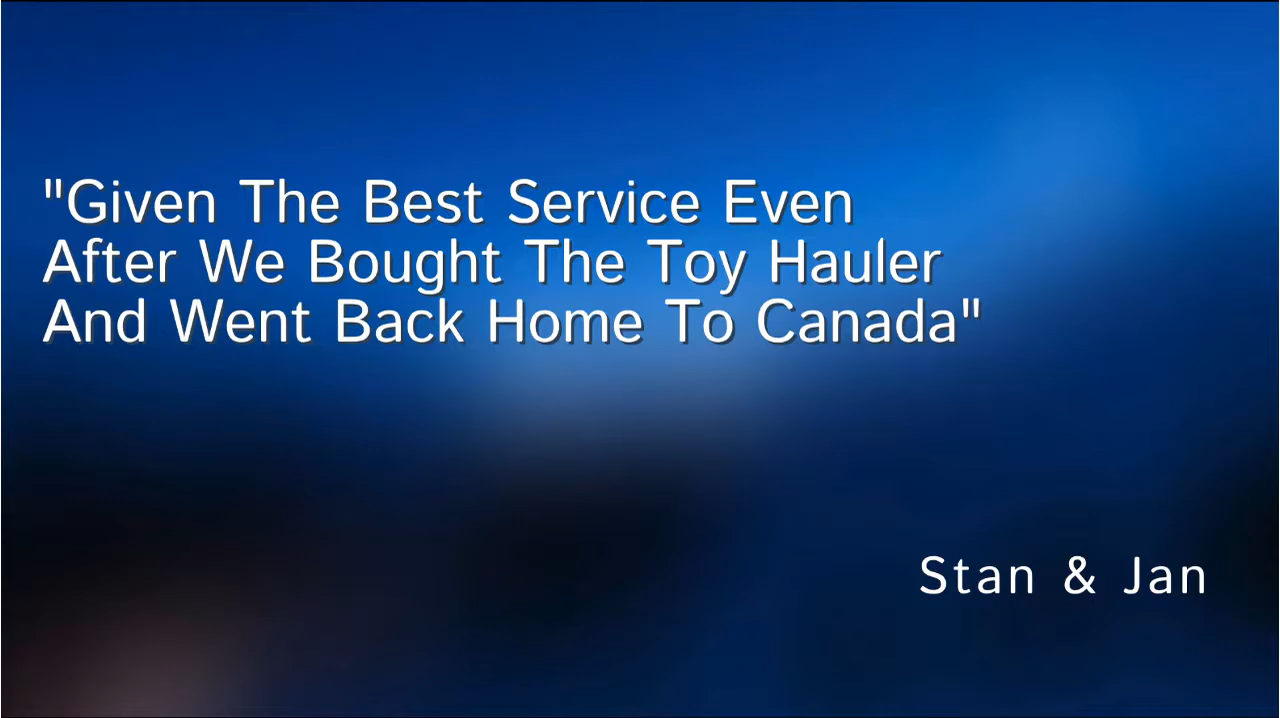 "Given The Best Service Even
After We Bought The Toy Hauler
And Went Back Home To Canada"
Stan & Jan